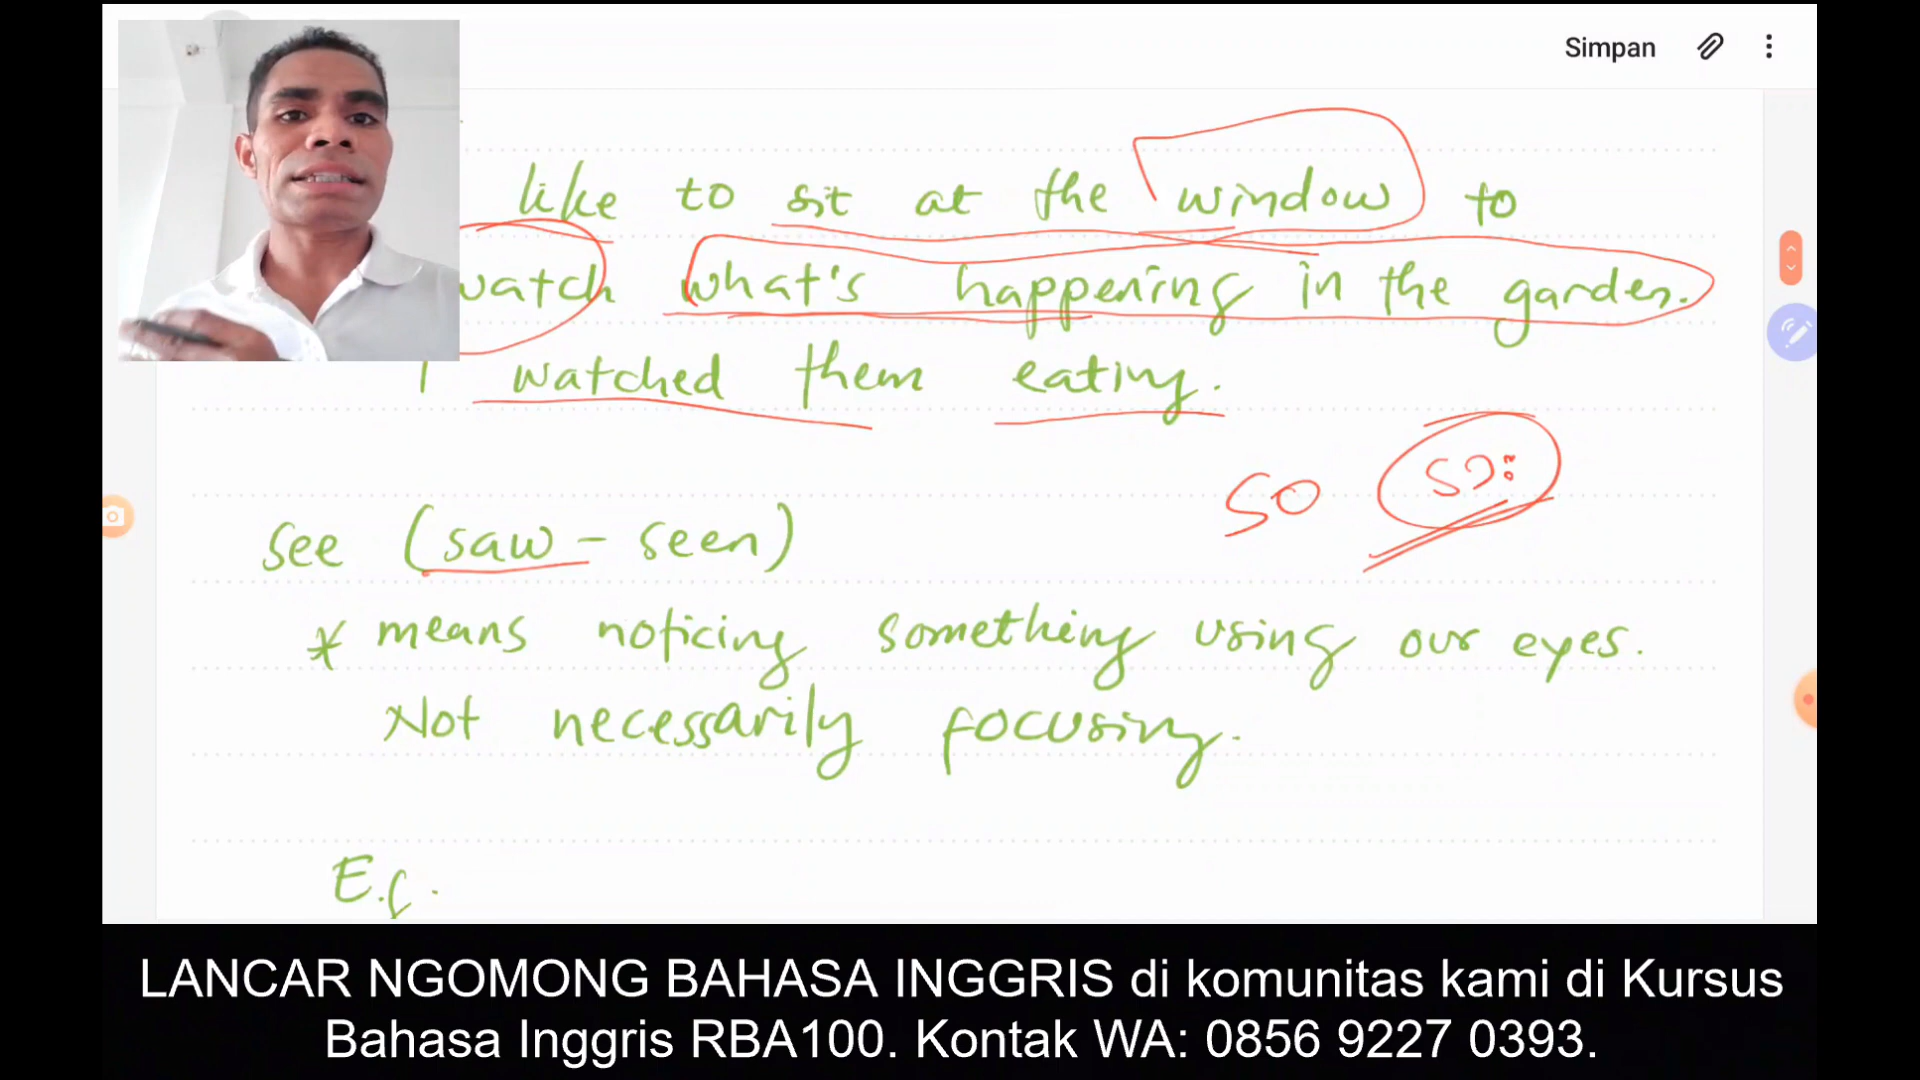 Simpan
like to sit at the window to
watch what's happening in the garden.
I watched them eating.
so sɔ:
see (saw - seen)
* means noticing something using our eyes.
Not necessarily focusing.
E.g.
LANCAR NGOMONG BAHASA INGGRIS di komunitas kami di Kursus
Bahasa Inggris RBA100. Kontak WA: 0856 9227 0393.